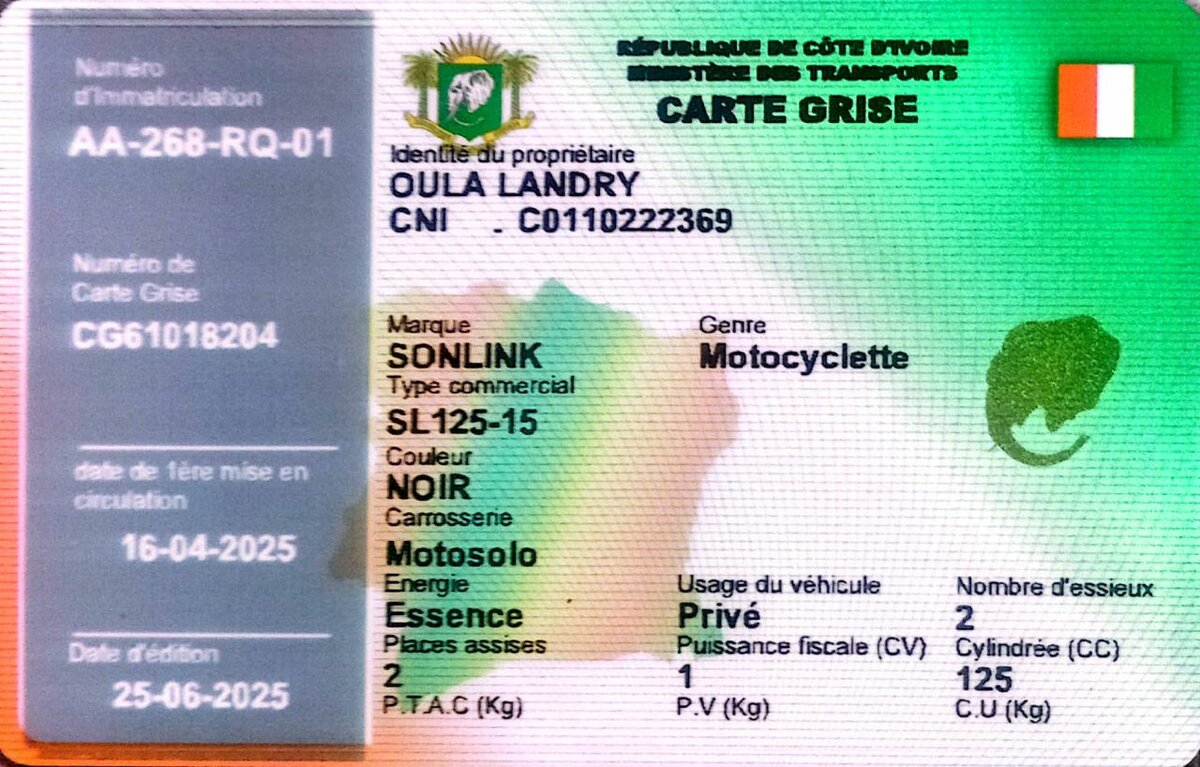 Numéro
d'Immatriculation
AA-268-RQ-01
Numéro de
Carte Grise
CG61018204
date de 1ère mise en
circulation
16-04-2025
Date d'édition
25-06-2025
RÉPUBLIQUE DE CÔTE D'IVOIRE
MINISTÈRE DES TRANSPORTS
CARTE GRISE
Identité du propriétaire
OULA LANDRY
CNI . C0110222369
Marque
SONLINK
Genre
Motocyclette
Type commercial
SL125-15
Couleur
NOIR
Carrosserie
Motosolo
Energie
Essence
Usage du véhicule
Privé
Nombre d'essieux
2
Places assises
2
Puissance fiscale (CV)
1
Cylindrée (CC)
125
P.T.A.C (Kg)
P.V (Kg)
C.U (Kg)